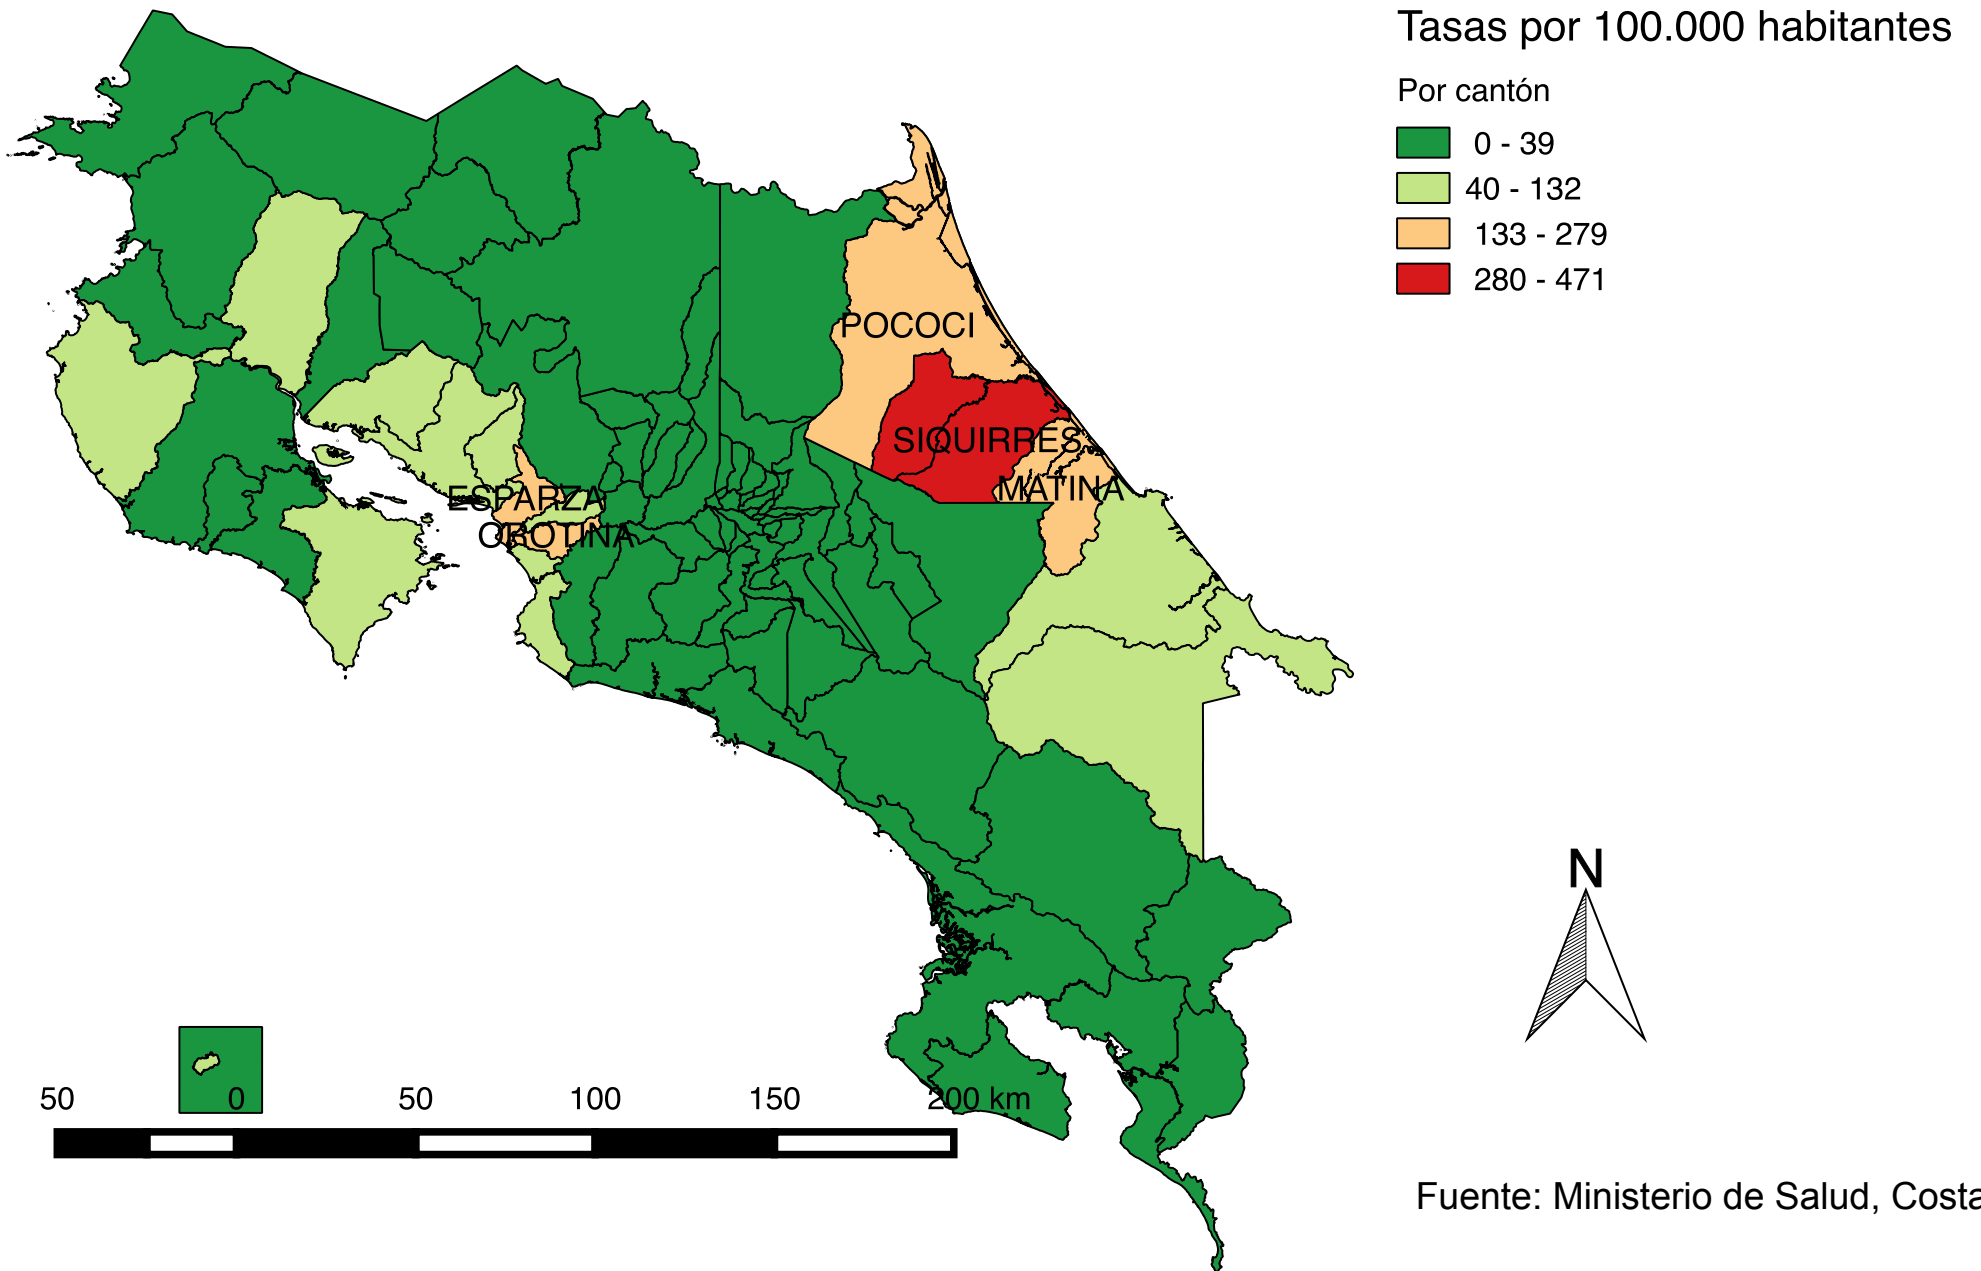 Tasas por 100.000 habitantes
Por cantón
0 - 39
40 - 132
133 - 279
280 - 471
POCOCI
SIQUIRRES
MATINA
ESPARZA
OROTINA
N
50 0 50 100 150 200 km
Fuente: Ministerio de Salud, Costa